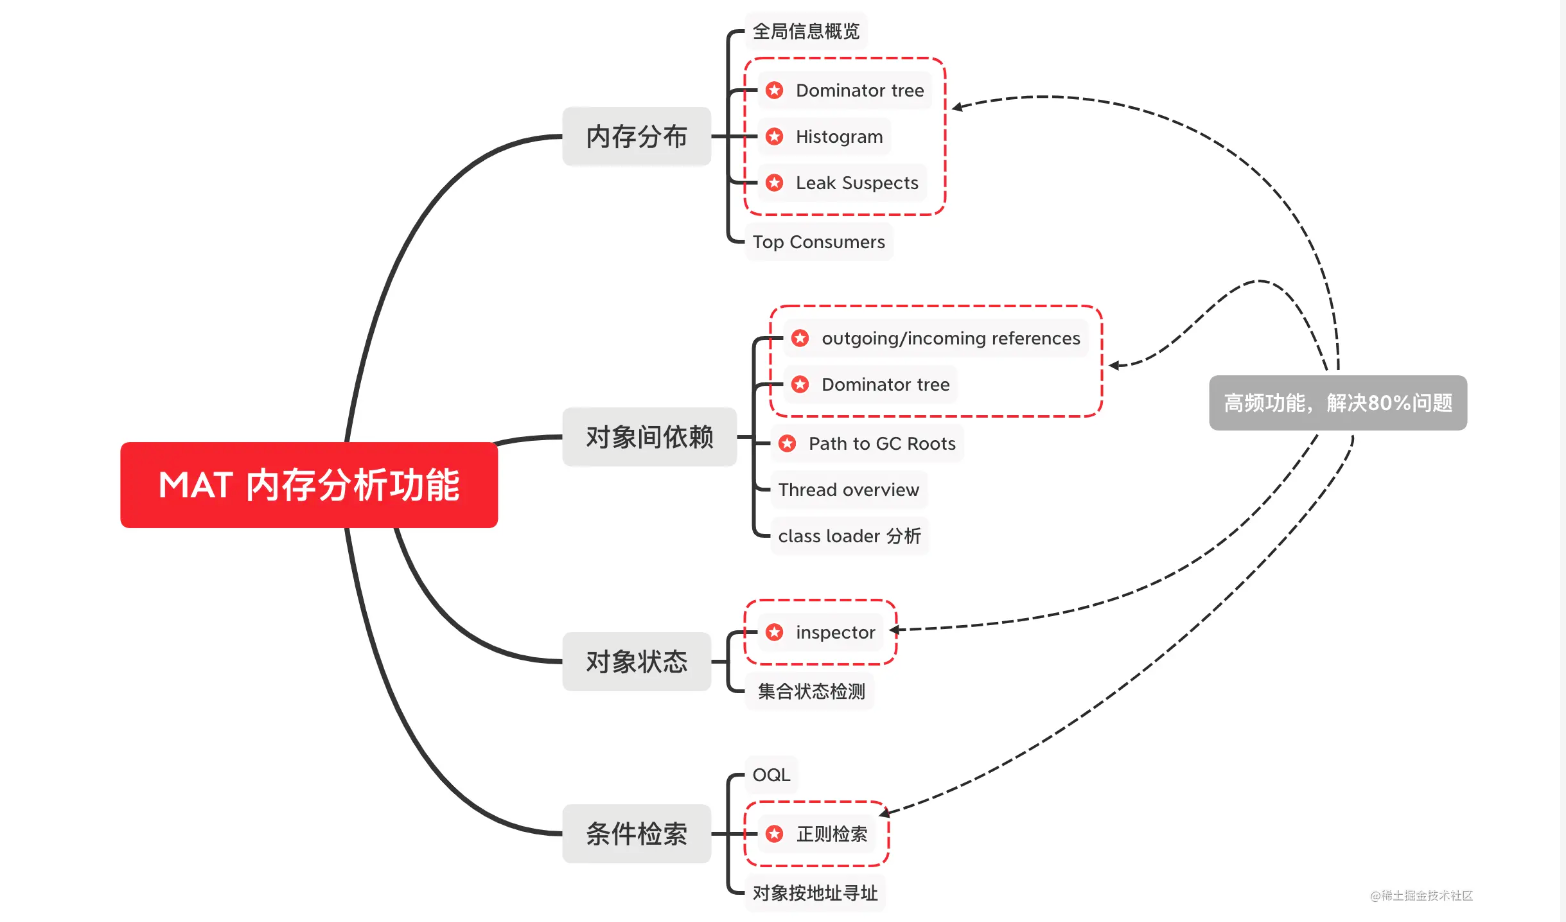 MAT 内存分析功能
内存分布
全局信息概览
Dominator tree
Histogram
Leak Suspects
Top Consumers
对象间依赖
outgoing/incoming references
Dominator tree
Path to GC Roots
Thread overview
class loader 分析
对象状态
inspector
集合状态检测
条件检索
OQL
正则检索
对象按地址寻址
高频功能，解决80%问题
@稀土掘金技术社区